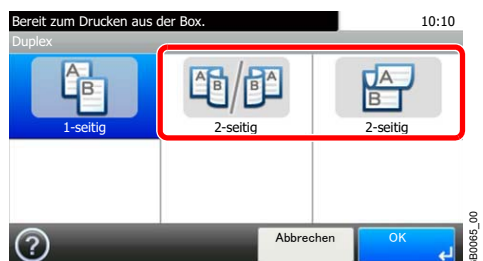 Bereit zum Drucken aus der Box. 10:10
Duplex
A B
A B B A
A B
1-seitig 2-seitig 2-seitig
? Abbrechen OK
B0065_00